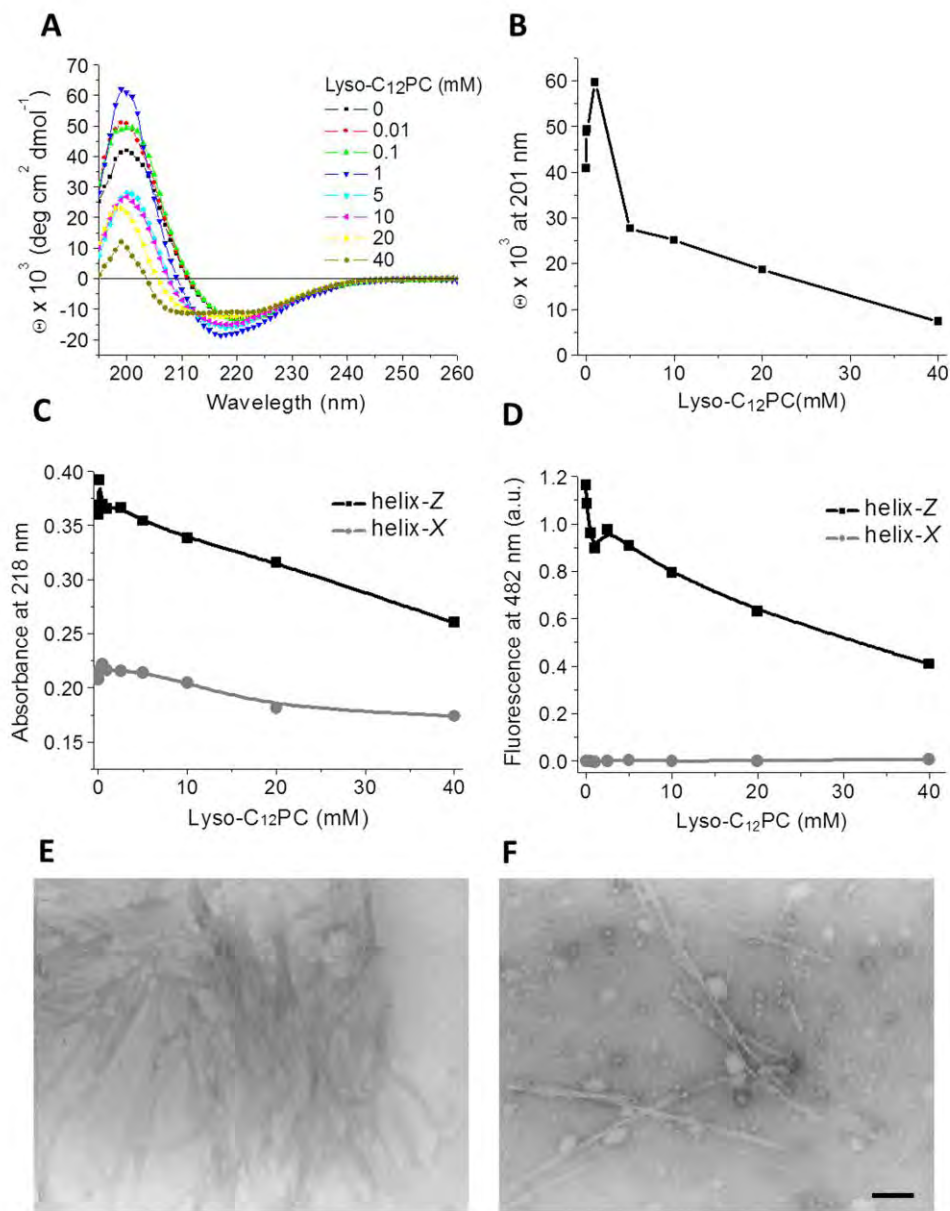 A
Lyso-C12PC (mM)
0
0.01
0.1
1
5
10
20
40
70
60
50
40
30
20
10
0
-10
-20
200 210 220 230 240 250 260
Θ x 10³ (deg cm² dmol⁻¹)
Wavelegth (nm)
B
70
60
50
40
30
20
10
0
0 10 20 30 40
Θ x 10³ at 201 nm
Lyso-C12PC(mM)
C
0.40
0.35
0.30
0.25
0.20
0.15
0 10 20 30 40
helix-Z
helix-X
Absorbance at 218 nm
Lyso-C12PC (mM)
D
1.2
1.0
0.8
0.6
0.4
0.2
0.0
0 10 20 30 40
helix-Z
helix-X
Fluorescence at 482 nm (a.u.)
Lyso-C12PC (mM)
E
F